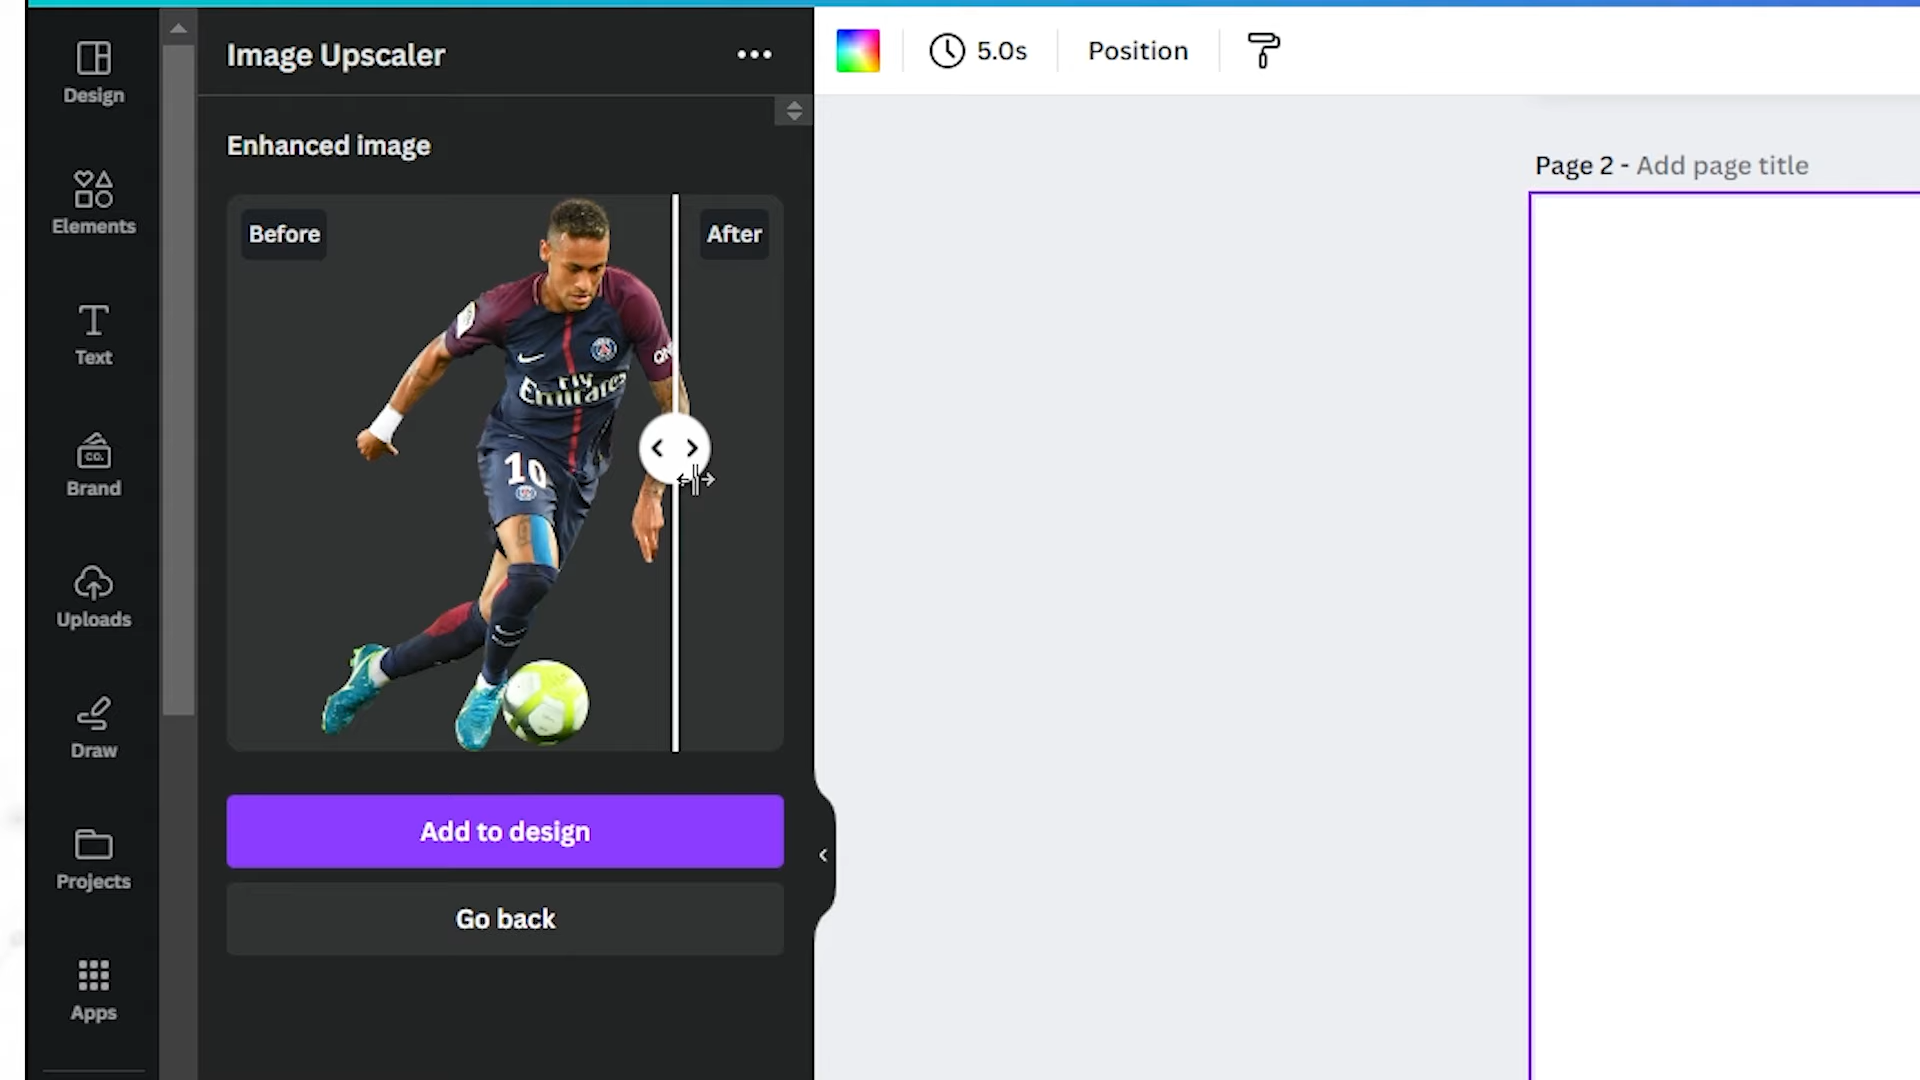 Design
Elements
Text
CO.
Brand
Uploads
Draw
Projects
Apps
Image Upscaler
Enhanced image
Before
After
Fly
Emirates
10
Add to design
Go back
5.0s
Position
Page 2 - Add page title